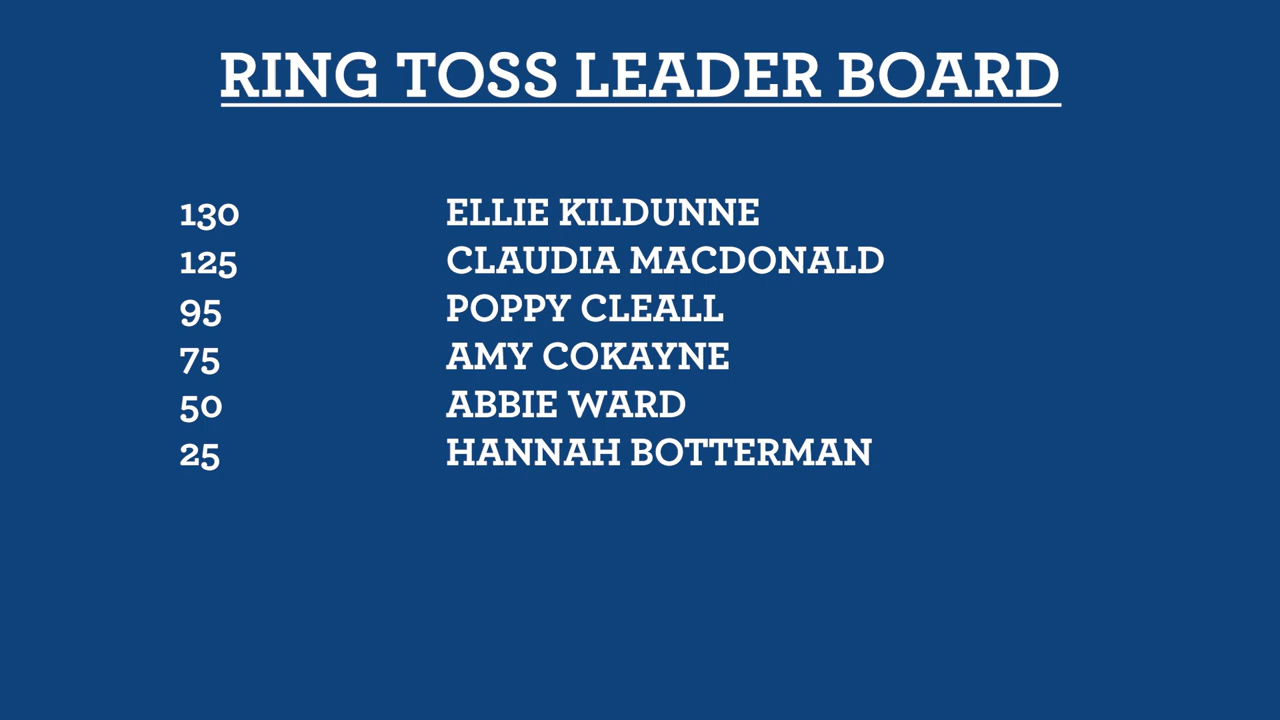 RING TOSS LEADER BOARD
130 ELLIE KILDUNNE
125 CLAUDIA MACDONALD
95 POPPY CLEALL
75 AMY COKAYNE
50 ABBIE WARD
25 HANNAH BOTTERMAN